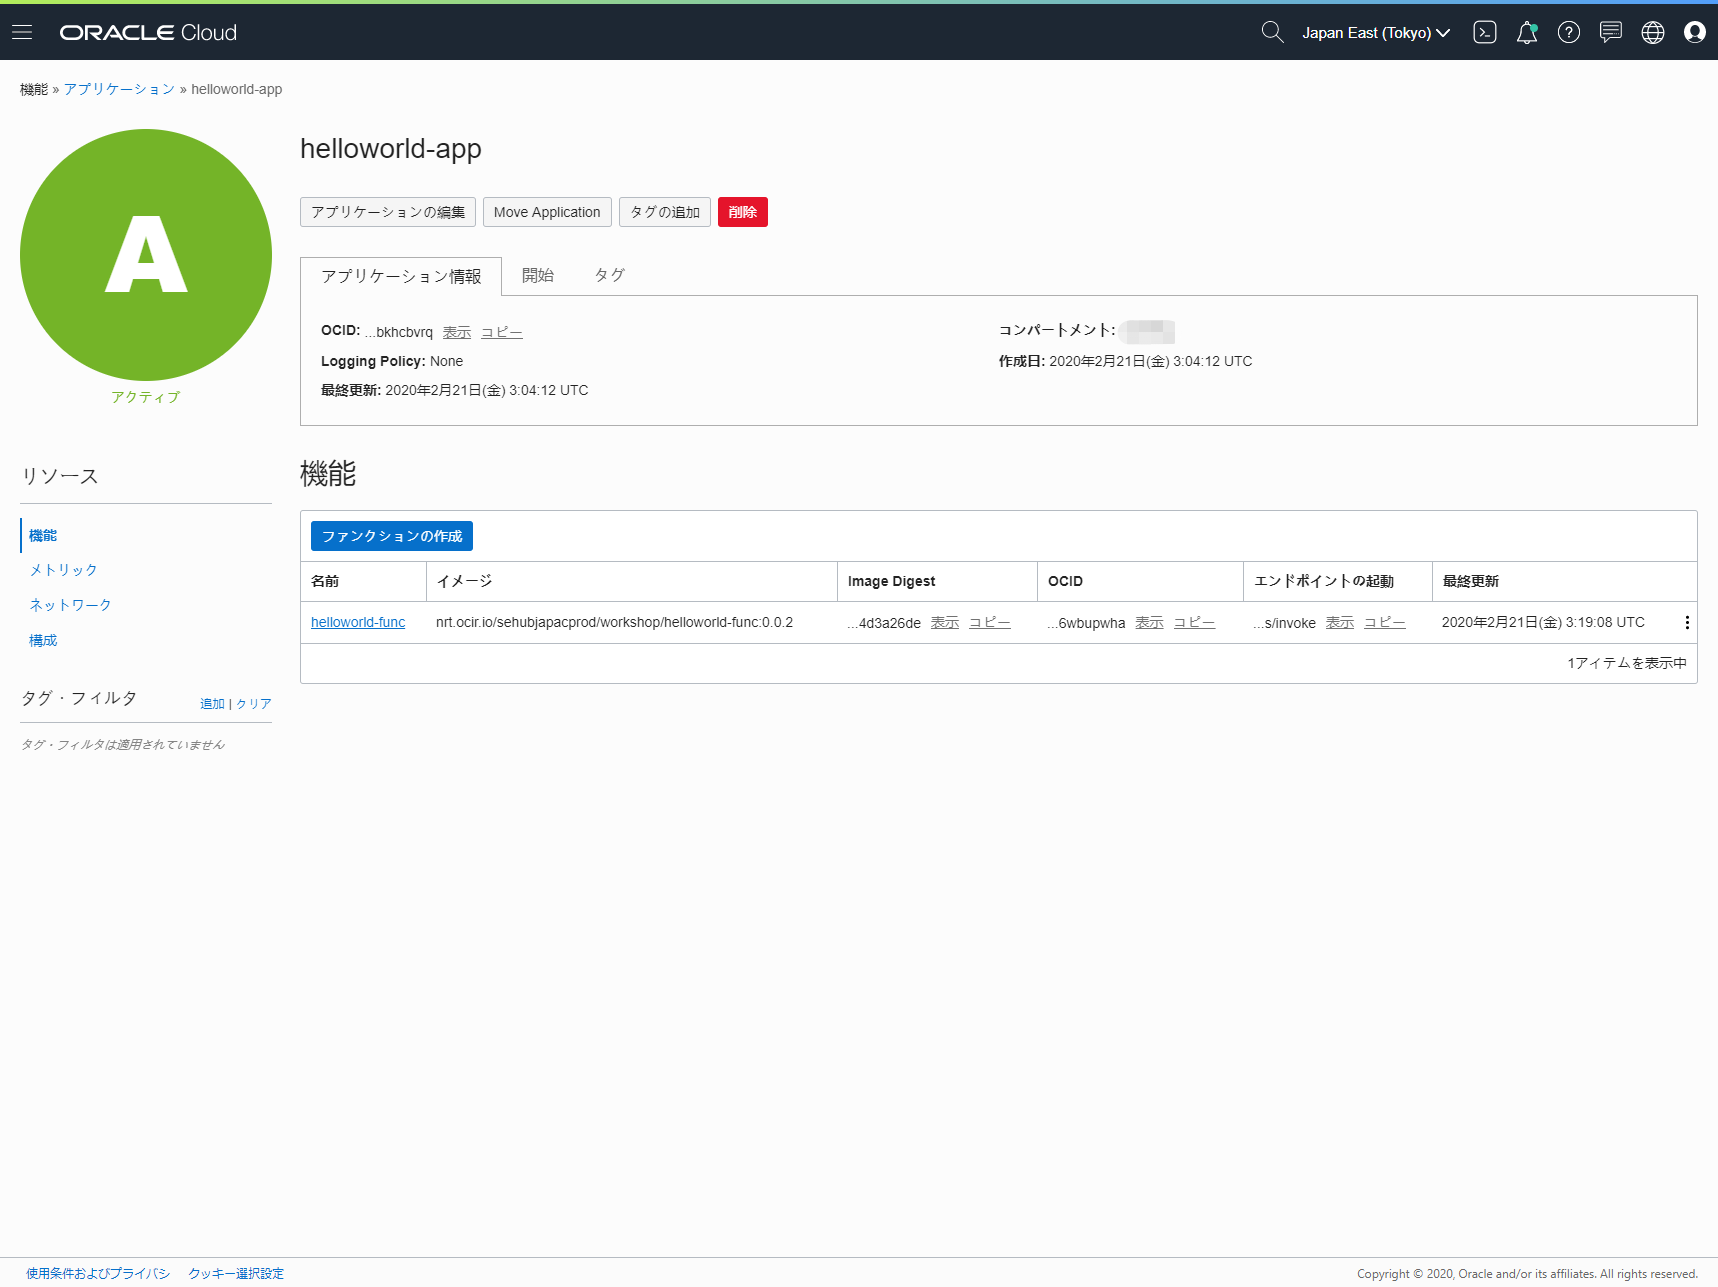 ORACLE Cloud
Japan East (Tokyo)
機能 » アプリケーション » helloworld-app
A
アクティブ
helloworld-app
アプリケーションの編集 Move Application タグの追加 削除
アプリケーション情報 開始 タグ
OCID: ...bkhcbvrq 表示 コピー
コンパートメント:
Logging Policy: None
作成日: 2020年2月21日(金) 3:04:12 UTC
最終更新: 2020年2月21日(金) 3:04:12 UTC
リソース
機能
メトリック
ネットワーク
構成
タグ・フィルタ 追加 | クリア
タグ・フィルタは適用されていません
機能
ファンクションの作成
名前 イメージ Image Digest OCID エンドポイントの起動 最終更新
helloworld-func nrt.ocir.io/sehubjapacprod/workshop/helloworld-func:0.0.2 ...4d3a26de 表示 コピー ...6wbupwha 表示 コピー ...s/invoke 表示 コピー 2020年2月21日(金) 3:19:08 UTC
1アイテムを表示中
使用条件およびプライバシ クッキー選択設定
Copyright © 2020, Oracle and/or its affiliates. All rights reserved.